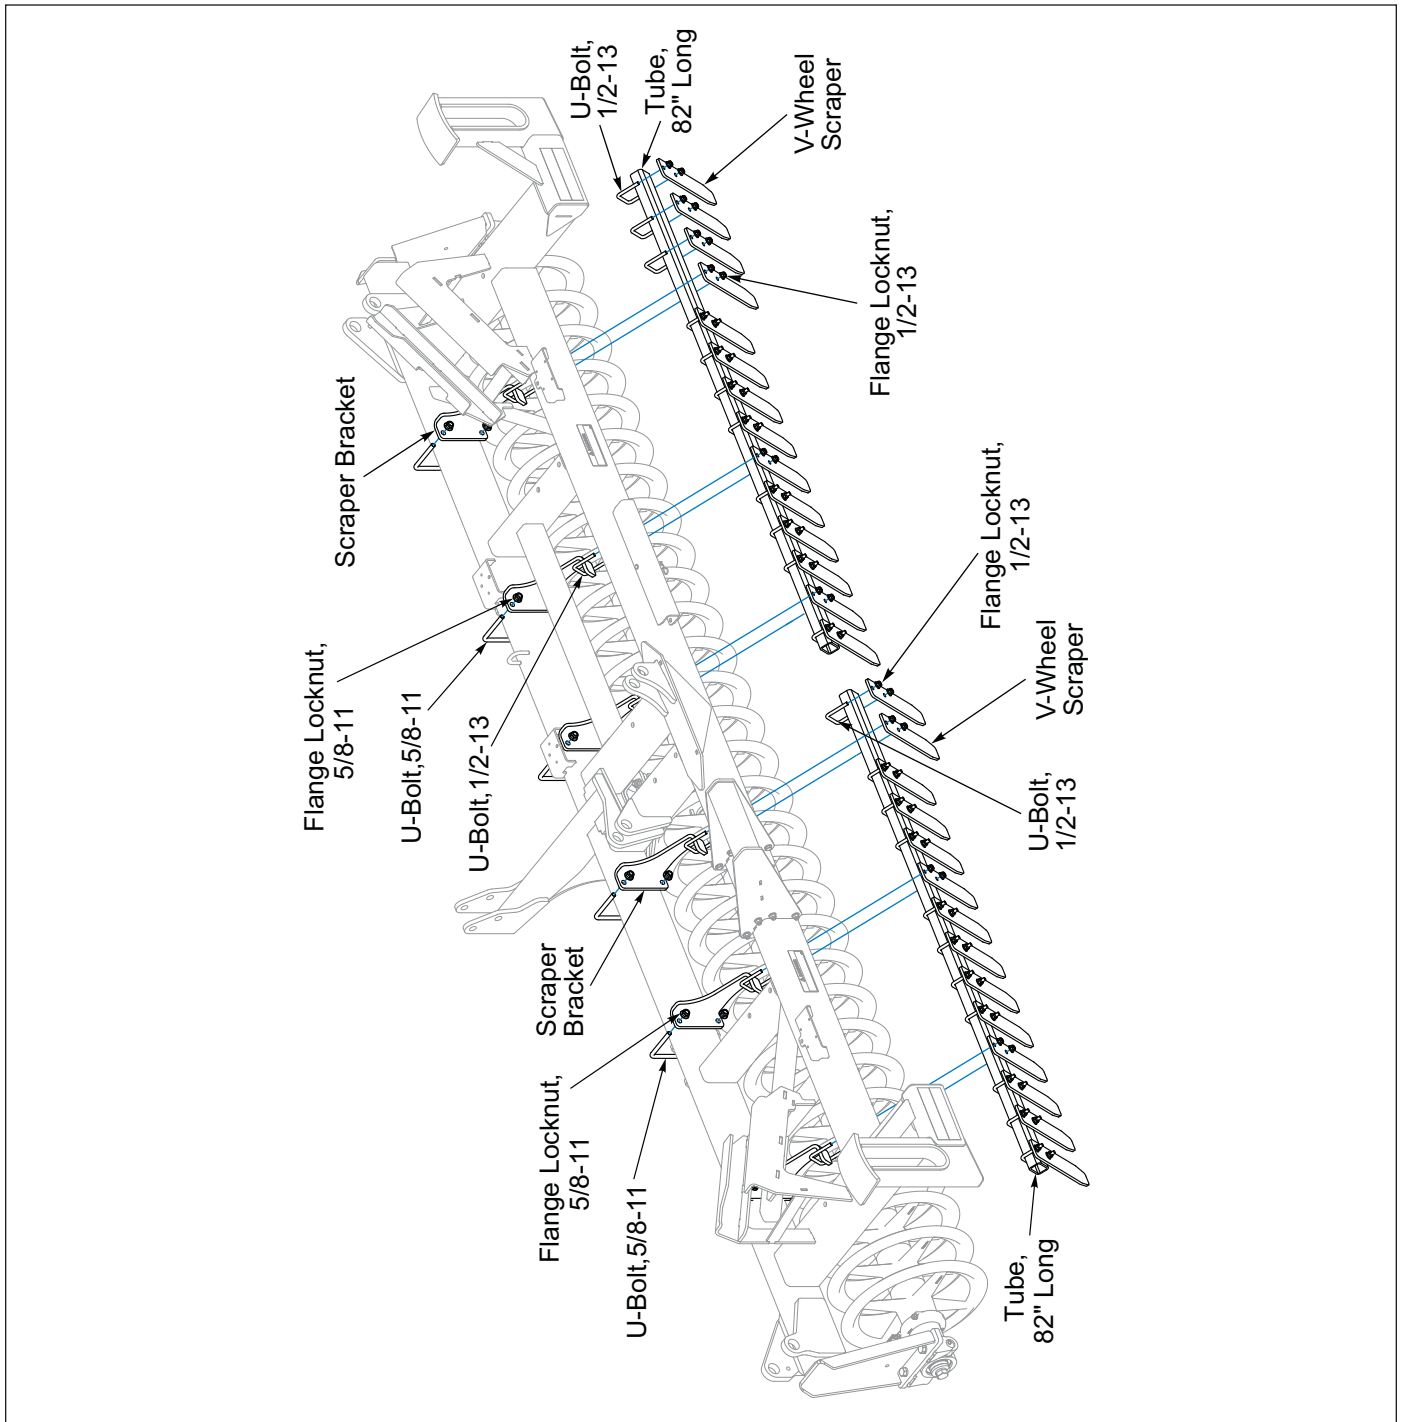 U-Bolt,
1/2-13
Tube,
82" Long
V-Wheel
Scraper
Flange Locknut,
1/2-13
Scraper Bracket
Flange Locknut,
1/2-13
V-Wheel
Scraper
Flange Locknut,
5/8-11
U-Bolt,5/8-11
U-Bolt,1/2-13
U-Bolt,
1/2-13
Scraper
Bracket
Flange Locknut,
5/8-11
U-Bolt,5/8-11
Tube,
82" Long